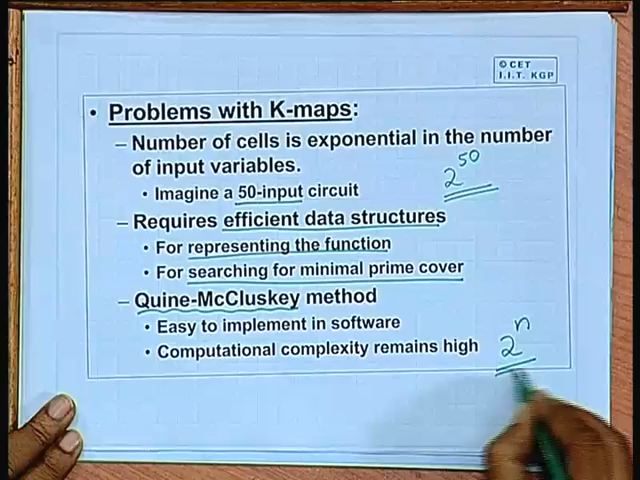 © CET
I.I.T. KGP
• Problems with K-maps:
– Number of cells is exponential in the number
of input variables.
2^50
• Imagine a 50-input circuit
– Requires efficient data structures
• For representing the function
• For searching for minimal prime cover
– Quine-McCluskey method
• Easy to implement in software
• Computational complexity remains high
2^n